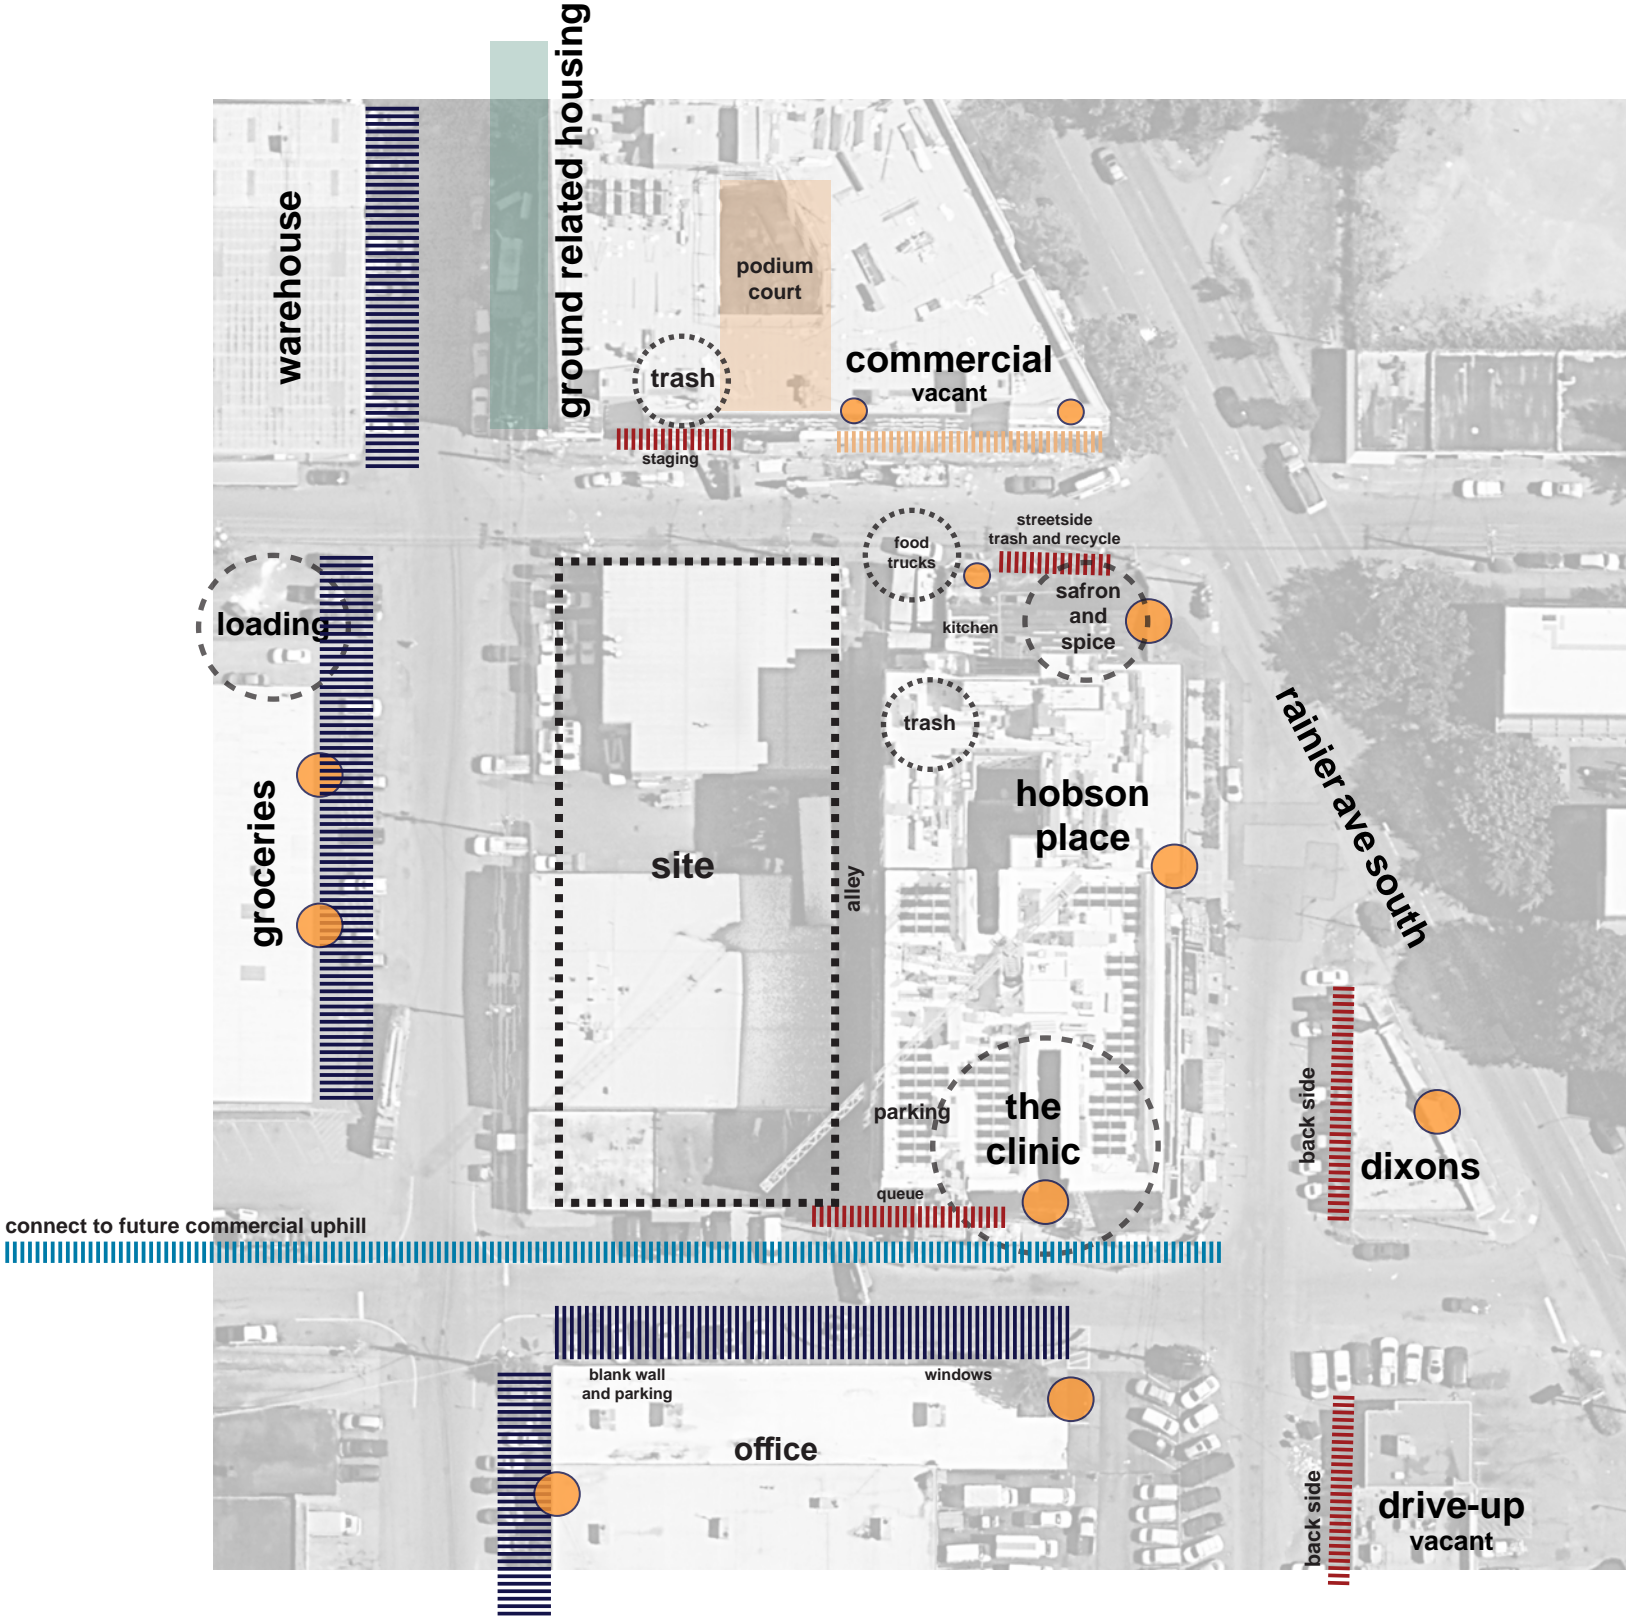 ground related housing
warehouse
podium
court
trash
commercial
vacant
staging
food
trucks
streetside
trash and recycle
safron
and
spice
kitchen
loading
trash
rainier ave south
hobson
place
groceries
site
alley
the
clinic
parking
back side
dixons
queue
connect to future commercial uphill
blank wall
and parking
windows
office
back side
drive-up
vacant